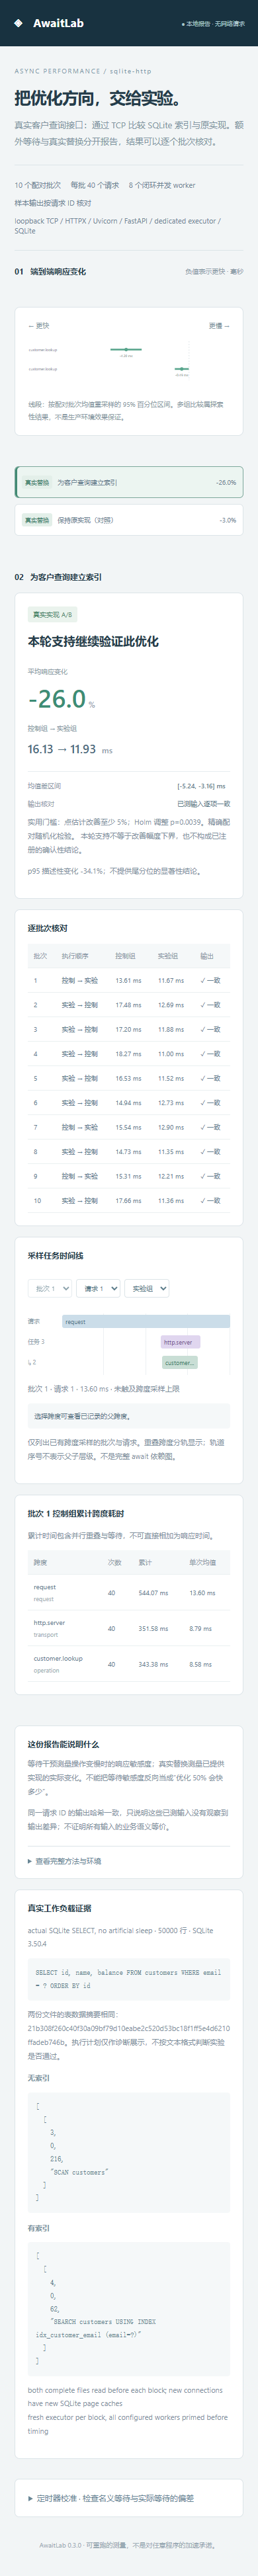 AwaitLab
● 本地报告 · 无网络请求
ASYNC PERFORMANCE / sqlite-http
把优化方向，交给实验。
真实客户查询接口：通过 TCP 比较 SQLite 索引与原实现。额
外等待与真实替换分开报告，结果可以逐个批次核对。
10 个配对批次 每批 40 个请求 8 个闭环并发 worker
样本输出按请求 ID 核对
loopback TCP / HTTPX / Uvicorn / FastAPI / dedicated executor /
SQLite
01 端到端响应变化
负值表示更快 · 毫秒
← 更快
更慢 →
customer.lookup
customer.lookup
线段：按配对批次均值重采样的 95% 百分位区间。多组比较属探索
性结果，不是生产环境效果保证。
真实替换 为客户查询建立索引 -26.0%
真实替换 保持原实现（对照） -3.0%
02 为客户查询建立索引
真实实现 A/B
本轮支持继续验证此优化
平均响应变化
-26.0 %
控制组 → 实验组
16.13 → 11.93 ms
均值差区间 [-5.24, -3.16] ms
输出核对 已测输入逐项一致
实用门槛：点估计改善至少 5%；Holm 调整 p=0.0039。精确配
对随机化检验。 本轮支持不等于改善幅度下界，也不构成已注
册的确认性结论。
p95 描述性变化 -34.1%；不提供尾分位的显著性结论。
逐批次核对
批次 执行顺序 控制组 实验组 输出
1 控制 → 实验 13.61 ms 11.67 ms ✓ 一致
2 实验 → 控制 17.48 ms 12.69 ms ✓ 一致
3 实验 → 控制 17.20 ms 11.88 ms ✓ 一致
4 控制 → 实验 18.27 ms 11.00 ms ✓ 一致
5 控制 → 实验 16.53 ms 11.52 ms ✓ 一致
6 控制 → 实验 14.94 ms 12.73 ms ✓ 一致
7 实验 → 控制 15.54 ms 12.90 ms ✓ 一致
8 实验 → 控制 14.73 ms 11.35 ms ✓ 一致
9 控制 → 实验 15.31 ms 12.21 ms ✓ 一致
10 实验 → 控制 17.66 ms 11.36 ms ✓ 一致
采样任务时间线
批次 1 请求 1 实验组
请求 request
任务 3 http.server
↳ 2 customer…
批次 1 · 请求 1 · 13.60 ms · 未触及跨度采样上限
选择跨度可查看已记录的父跨度。
仅列出已有跨度采样的批次与请求。重叠跨度分轨显示；轨道
序号不表示父子层级。不是完整 await 依赖图。
批次 1 控制组累计跨度耗时
累计时间包含并行重叠与等待，不可直接相加为响应时间。
跨度 次数 累计 单次均值
request
request
40 544.07 ms 13.60 ms
http.server
transport
40 351.58 ms 8.79 ms
customer.lookup
operation
40 343.38 ms 8.58 ms
这份报告能说明什么
等待干预测量操作变慢时的响应敏感度；真实替换测量已提供
实现的实际变化。不能把等待敏感度反向当成“优化 50% 会快
多少”。
同一请求 ID 的输出哈希一致，只说明这些已测输入没有观察到
输出差异；不证明所有输入的业务语义等价。
▶ 查看完整方法与环境
真实工作负载证据
actual SQLite SELECT, no artificial sleep · 50000 行 · SQLite
3.50.4
SELECT id, name, balance FROM customers WHERE email
= ? ORDER BY id
两份文件的表数据摘要相同：
21b308f260c40f30a09bf79d10eabe2c520d53bc18f1ff5e4d6210
ffadeb746b。执行计划仅作诊断展示，不按文本格式判断实验
是否通过。
无索引
[
[
3,
0,
216,
"SCAN customers"
]
]
有索引
[
[
4,
0,
62,
"SEARCH customers USING INDEX
idx_customer_email (email=?)"
]
]
both complete files read before each block; new connections
have new SQLite page caches
fresh executor per block, all configured workers primed before
timing
▶ 定时器校准 · 检查名义等待与实际等待的偏差
AwaitLab 0.3.0 · 可重跑的测量，不是对任意程序的加速承诺。